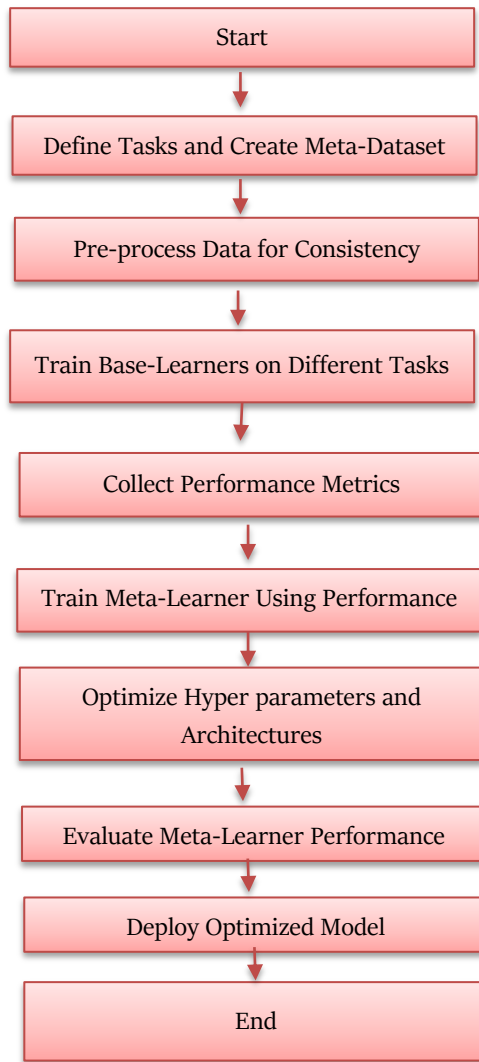 Start
Define Tasks and Create Meta-Dataset
Pre-process Data for Consistency
Train Base-Learners on Different Tasks
Collect Performance Metrics
Train Meta-Learner Using Performance
Optimize Hyper parameters and
Architectures
Evaluate Meta-Learner Performance
Deploy Optimized Model
End